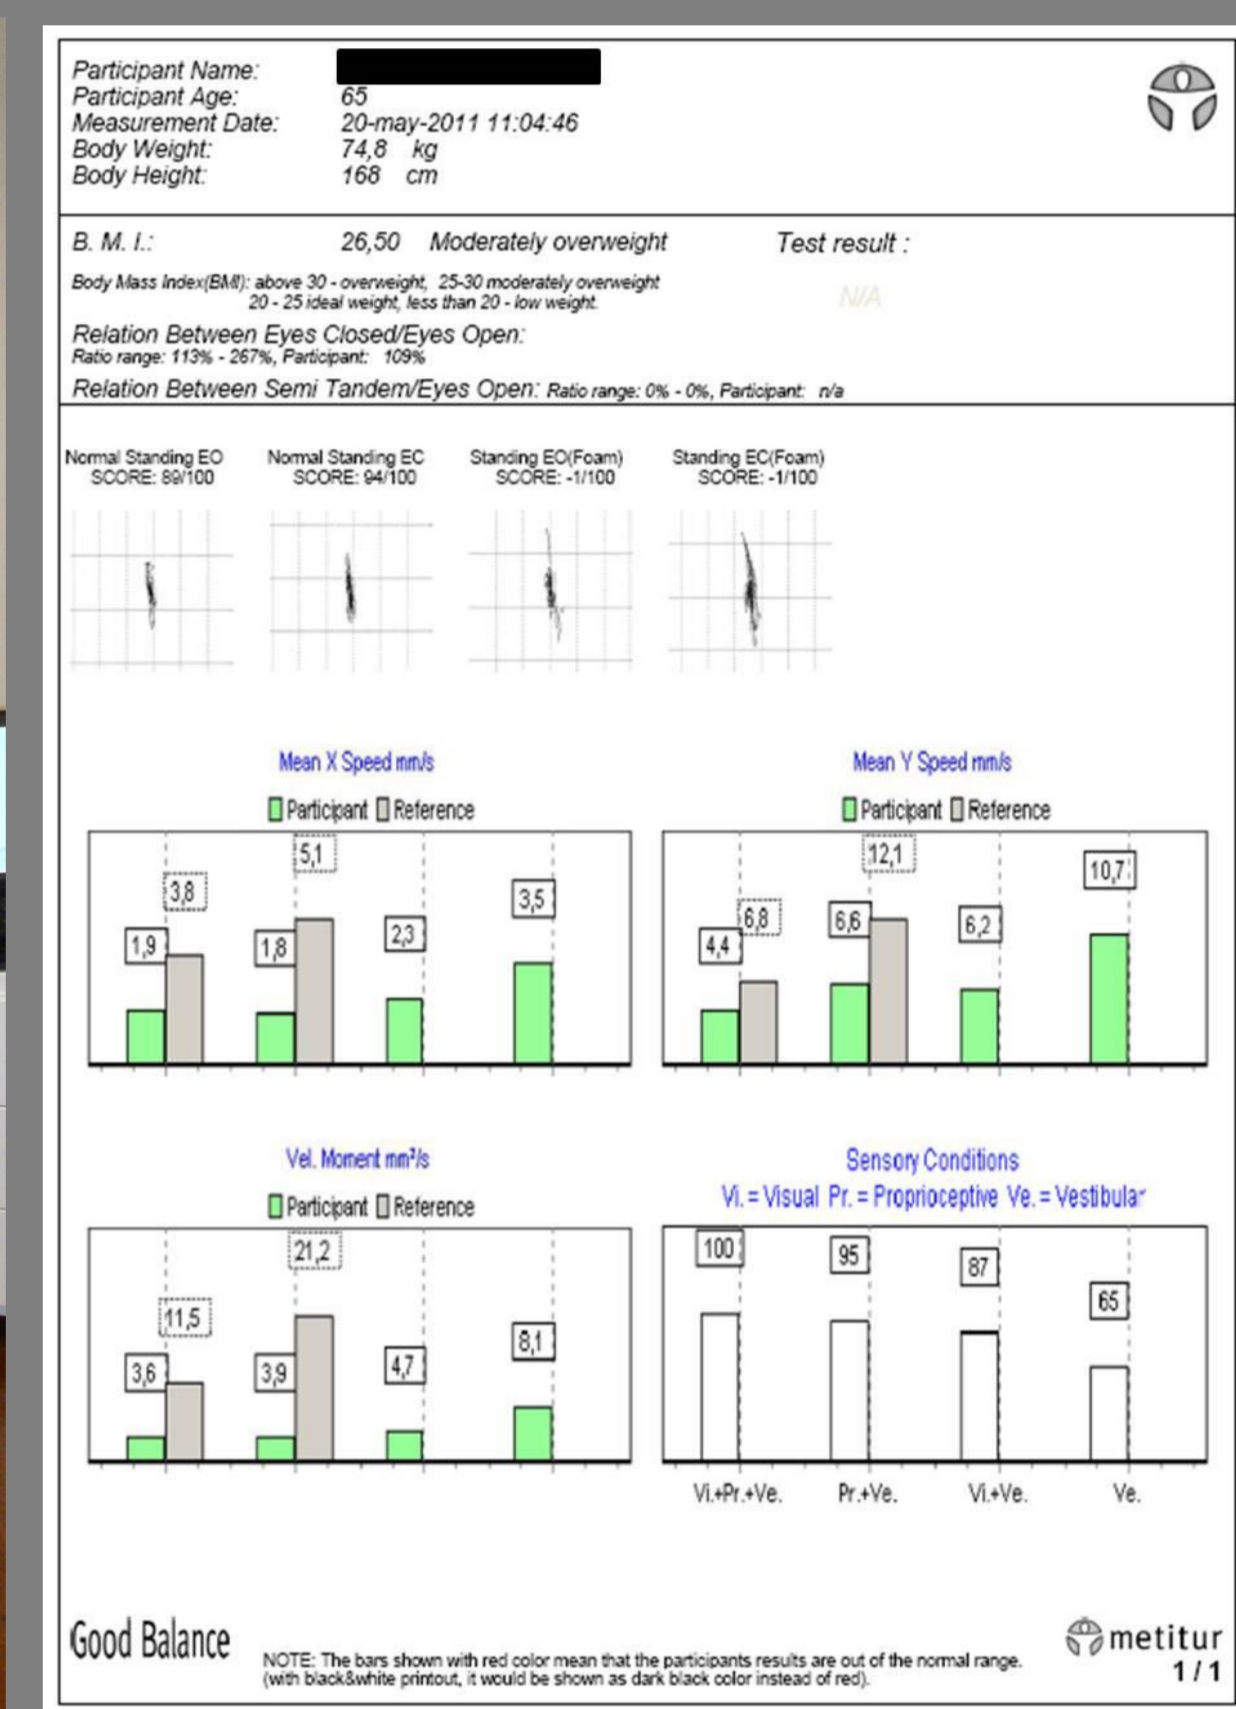 Participant Name:
Participant Age: 65
Measurement Date: 20-may-2011 11:04:46
Body Weight: 74,8 kg
Body Height: 168 cm
B. M. I.: 26,50 Moderately overweight Test result :
N/A
Body Mass Index(BMI): above 30 - overweight, 25-30 moderately overweight
20 - 25 ideal weight, less than 20 - low weight.
Relation Between Eyes Closed/Eyes Open:
Ratio range: 113% - 267%, Participant: 109%
Relation Between Semi Tandem/Eyes Open: Ratio range: 0% - 0%, Participant: n/a
Normal Standing EO
SCORE: 89/100
Normal Standing EC
SCORE: 94/100
Standing EO(Foam)
SCORE: -1/100
Standing EC(Foam)
SCORE: -1/100
Mean X Speed mm/s
Participant Reference
1,9 3,8 1,8 5,1 2,3 3,5
Mean Y Speed mm/s
Participant Reference
4,4 6,8 6,6 12,1 6,2 10,7
Vel. Moment mm²/s
Participant Reference
3,6 11,5 3,9 21,2 4,7 8,1
Sensory Conditions
Vi. = Visual Pr. = Proprioceptive Ve. = Vestibular
100 95 87 65
Vi.+Pr.+Ve. Pr.+Ve. Vi.+Ve. Ve.
Good Balance
NOTE: The bars shown with red color mean that the participants results are out of the normal range.
(with black&white printout, it would be shown as dark black color instead of red).
metitur
1 / 1